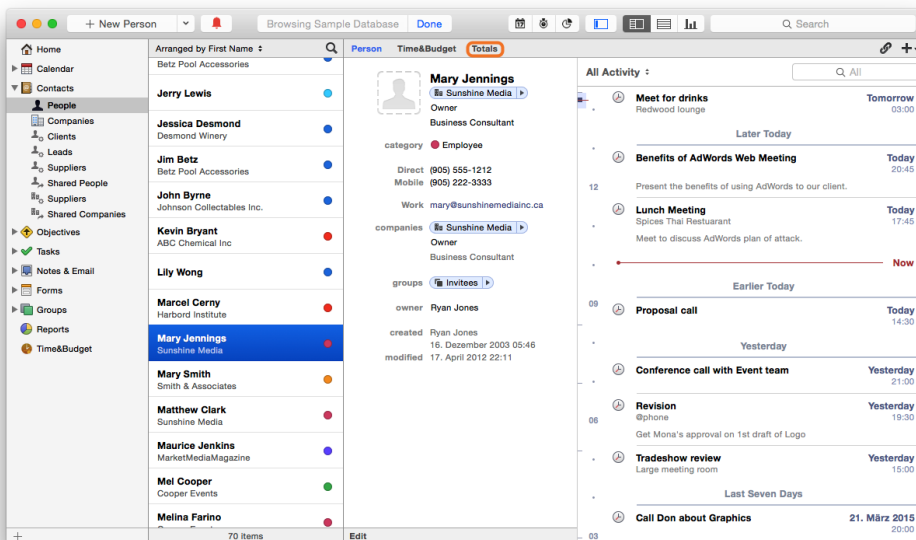 + New Person
Browsing Sample Database Done
Search
Home
Calendar
Contacts
People
Companies
Clients
Leads
Suppliers
Shared People
Suppliers
Shared Companies
Objectives
Tasks
Notes & Email
Forms
Groups
Reports
Time&Budget
+
Arranged by First Name
Betz Pool Accessories
Jerry Lewis
Jessica Desmond
Desmond Winery
Jim Betz
Betz Pool Accessories
John Byrne
Johnson Collectables Inc.
Kevin Bryant
ABC Chemical Inc
Lily Wong
Marcel Cerny
Harbord Institute
Mary Jennings
Sunshine Media
Mary Smith
Smith & Associates
Matthew Clark
Sunshine Media
Maurice Jenkins
MarketMediaMagazine
Mel Cooper
Cooper Events
Melina Farino
70 items
Person Time&Budget Totals
Mary Jennings
Sunshine Media
Owner
Business Consultant
category Employee
Direct (905) 555-1212
Mobile (905) 222-3333
Work mary@sunshinemediainc.ca
companies Sunshine Media
Owner
Business Consultant
groups Invitees
owner Ryan Jones
created Ryan Jones
16. Dezember 2003 05:46
modified 17. April 2012 22:11
Edit
All Activity
All
12
09
06
03
Meet for drinks Tomorrow
Redwood lounge 03:00
Later Today
Benefits of AdWords Web Meeting Today
20:45
Present the benefits of using AdWords to our client.
Lunch Meeting Today
Spices Thai Restuarant 17:45
Meet to discuss AdWords plan of attack.
Now
Earlier Today
Proposal call Today
14:30
Yesterday
Conference call with Event team Yesterday
21:00
Revision Yesterday
@phone 19:30
Get Mona's approval on 1st draft of Logo
Tradeshow review Yesterday
Large meeting room 15:00
Last Seven Days
Call Don about Graphics 21. März 2015
20:00